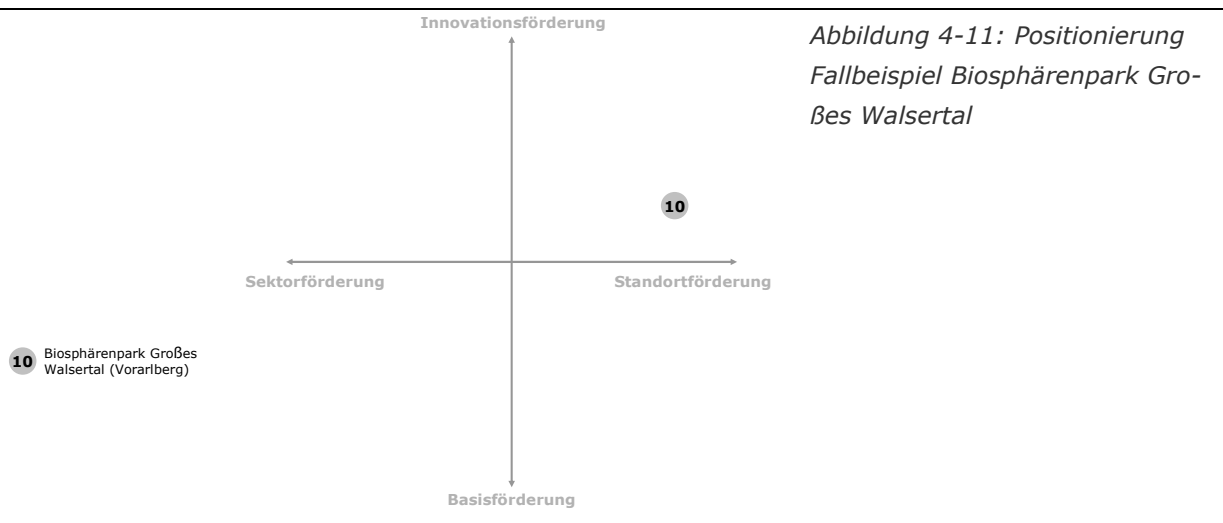 Innovationsförderung
Abbildung 4-11: Positionierung
Fallbeispiel Biosphärenpark Gro-
ßes Walsertal
10
Sektorförderung
Standortförderung
10
Biosphärenpark Großes
Walsertal (Vorarlberg)
Basisförderung